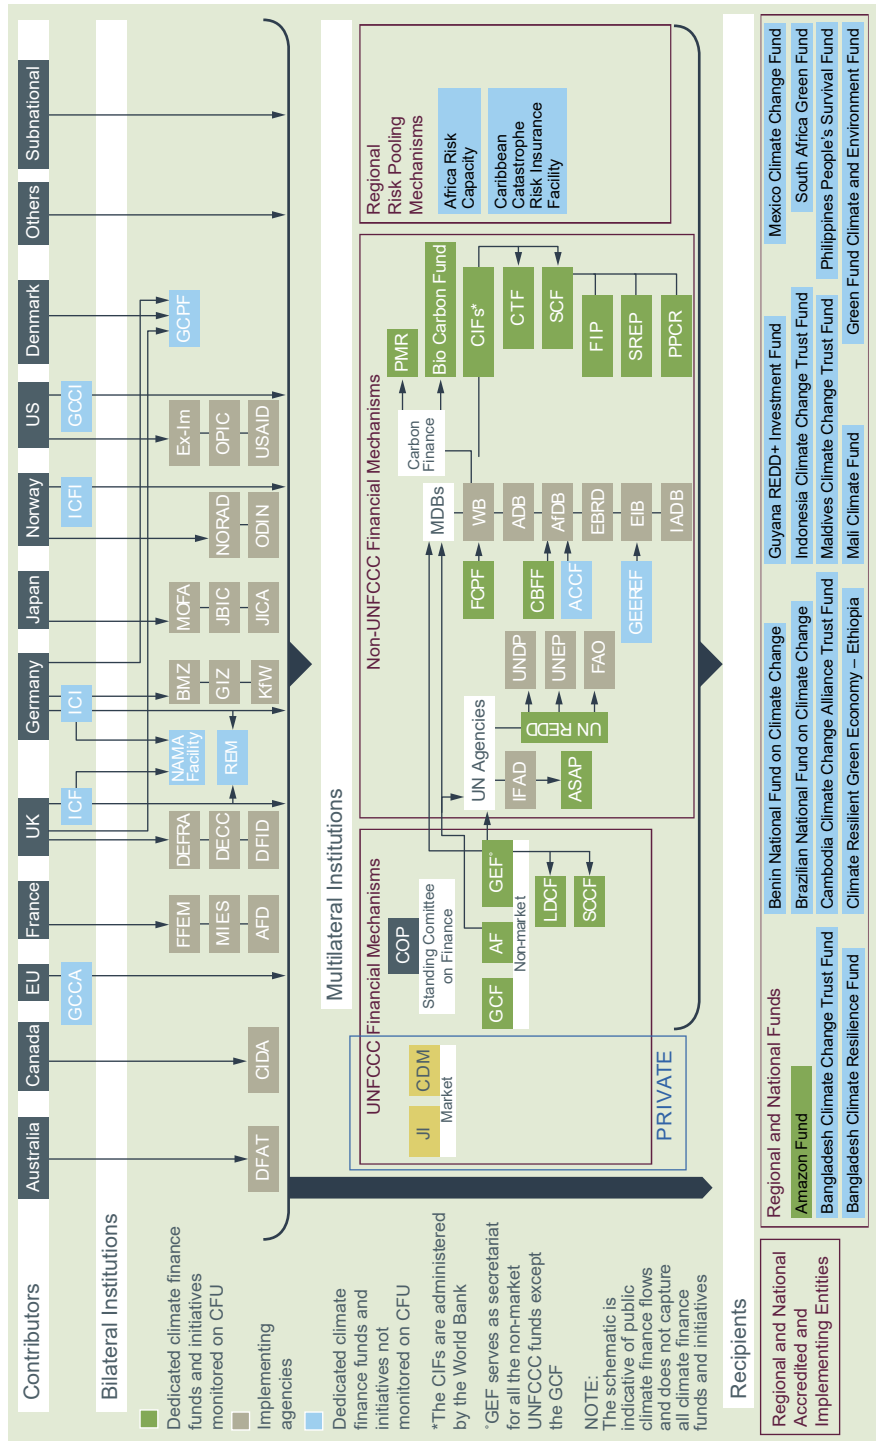 Contributors
Australia
Canada
EU
France
UK
Germany
Japan
Norway
US
Denmark
Others
Subnational
GCCA
ICF
ICI
ICFI
GCCI
Bilateral Institutions
DFAT
CIDA
FFEM
MIES
AFD
DEFRA
DECC
DFID
NAMA
Facility
REM
BMZ
GIZ
KfW
MOFA
JBIC
JICA
NORAD
ODIN
Ex-Im
OPIC
USAID
GCPF
Dedicated climate finance
funds and initiatives
monitored on CFU
Implementing
agencies
Dedicated climate
finance funds and
initiatives not
monitored on CFU
*The CIFs are administered
by the World Bank
°GEF serves as secretariat
for all the non-market
UNFCCC funds except
the GCF
NOTE:
The schematic is
indicative of public
climate finance flows
and does not capture
all climate finance
funds and initiatives
Multilateral Institutions
UNFCCC Financial Mechanisms
JI
CDM
Market
PRIVATE
COP
Standing Comittee
on Finance
GCF
AF
GEF°
Non-market
LDCF
SCCF
Non-UNFCCC Financial Mechanisms
UN Agencies
IFAD
ASAP
UN REDD
UNDP
UNEP
FAO
MDBs
FCPF
CBFF
ACCF
GEEREF
WB
ADB
AfDB
EBRD
EIB
IADB
Carbon
Finance
PMR
Bio Carbon Fund
CIFs*
CTF
SCF
FIP
SREP
PPCR
Regional
Risk Pooling
Mechanisms
Africa Risk
Capacity
Caribbean
Catastrophe
Risk Insurance
Facility
Recipients
Regional and National
Accredited and
Implementing Entities
Regional and National Funds
Amazon Fund
Bangladesh Climate Change Trust Fund
Bangladesh Climate Resilience Fund
Benin National Fund on Climate Change
Brazilian National Fund on Climate Change
Cambodia Climate Change Alliance Trust Fund
Climate Resilient Green Economy – Ethiopia
Guyana REDD+ Investment Fund
Indonesia Climate Change Trust Fund
Maldives Climate Change Trust Fund
Mali Climate Fund
Mexico Climate Change Fund
South Africa Green Fund
Philippines People's Survival Fund
Green Fund Climate and Environment Fund